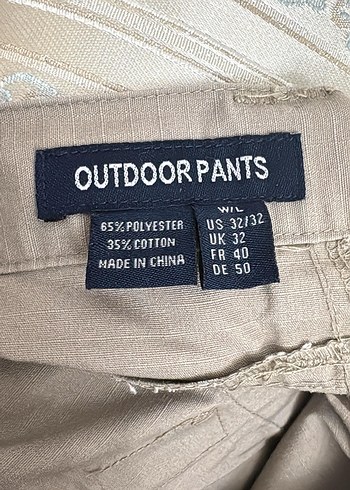 OUTDOOR PANTS
65% POLYESTER
35% COTTON
MADE IN CHINA
W/L
US 32/32
UK 32
FR 40
DE 50